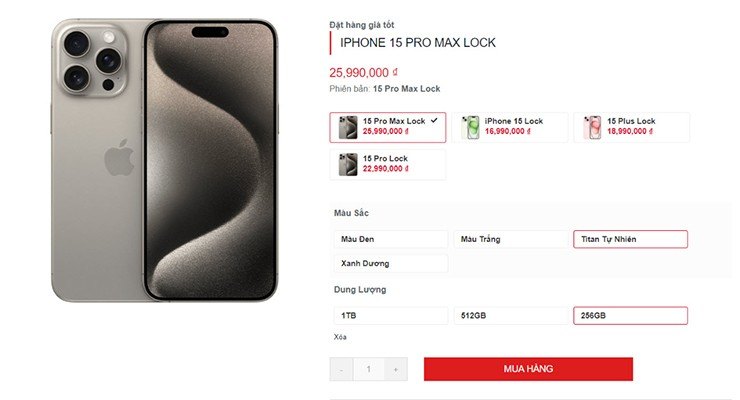 Đặt hàng giá tốt
IPHONE 15 PRO MAX LOCK
25,990,000 ₫
Phiên bản: 15 Pro Max Lock
15 Pro Max Lock
25,990,000 ₫
iPhone 15 Lock
16,990,000 ₫
15 Plus Lock
18,990,000 ₫
15 Pro Lock
22,990,000 ₫
Màu Sắc
Màu Đen
Màu Trắng
Titan Tự Nhiên
Xanh Dương
Dung Lượng
1TB
512GB
256GB
Xóa
- 1 +
MUA HÀNG